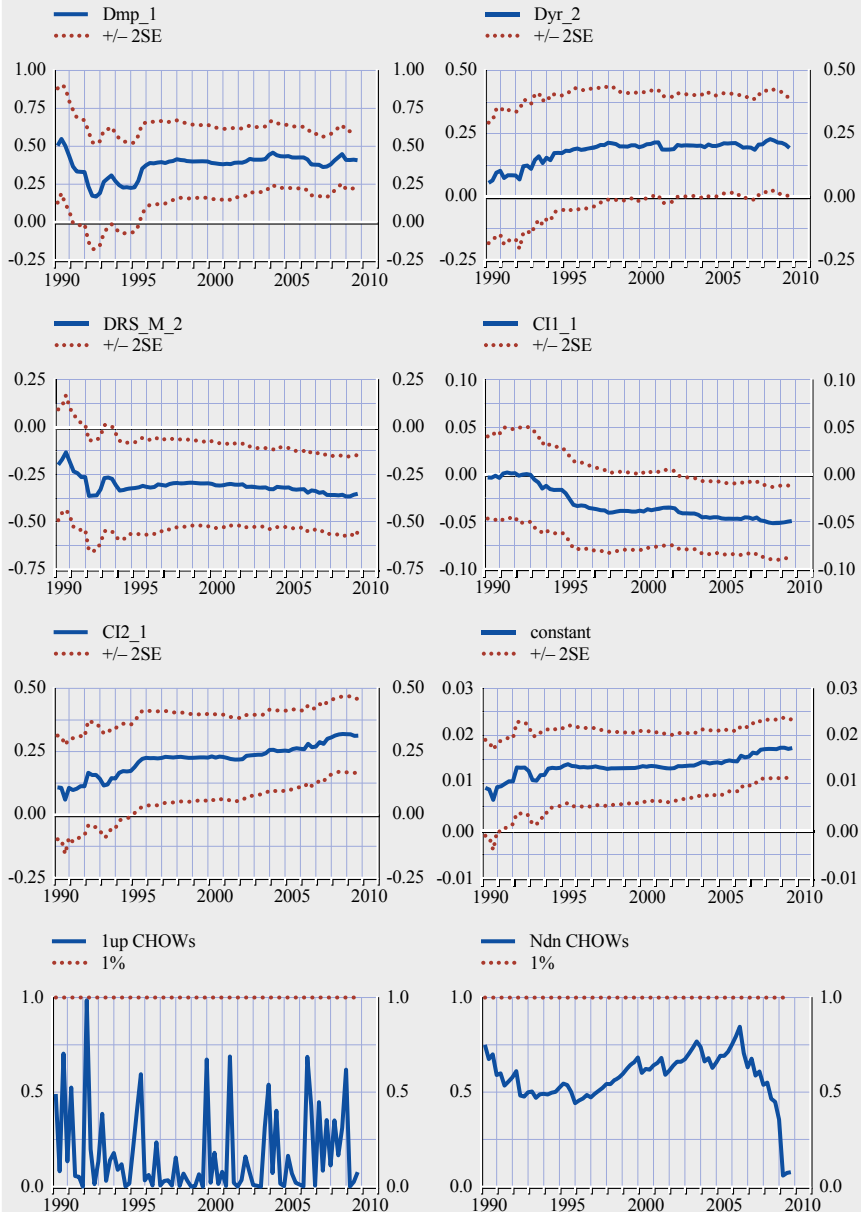 Dmp_1
+/– 2SE
1.00 1.00
0.75 0.75
0.50 0.50
0.25 0.25
0.00 0.00
-0.25 -0.25
1990 1995 2000 2005 2010
Dyr_2
+/– 2SE
0.50 0.50
0.25 0.25
0.00 0.00
-0.25 -0.25
1990 1995 2000 2005 2010
DRS_M_2
+/– 2SE
0.25 0.25
0.00 0.00
-0.25 -0.25
-0.50 -0.50
-0.75 -0.75
1990 1995 2000 2005 2010
CI1_1
+/– 2SE
0.10 0.10
0.05 0.05
0.00 0.00
-0.05 -0.05
-0.10 -0.10
1990 1995 2000 2005 2010
CI2_1
+/– 2SE
0.50 0.50
0.25 0.25
0.00 0.00
-0.25 -0.25
1990 1995 2000 2005 2010
constant
+/– 2SE
0.03 0.03
0.02 0.02
0.01 0.01
0.00 0.00
-0.01 -0.01
1990 1995 2000 2005 2010
1up CHOWs
1%
1.0 1.0
0.5 0.5
0.0 0.0
1990 1995 2000 2005 2010
Ndn CHOWs
1%
1.0 1.0
0.5 0.5
0.0 0.0
1990 1995 2000 2005 2010